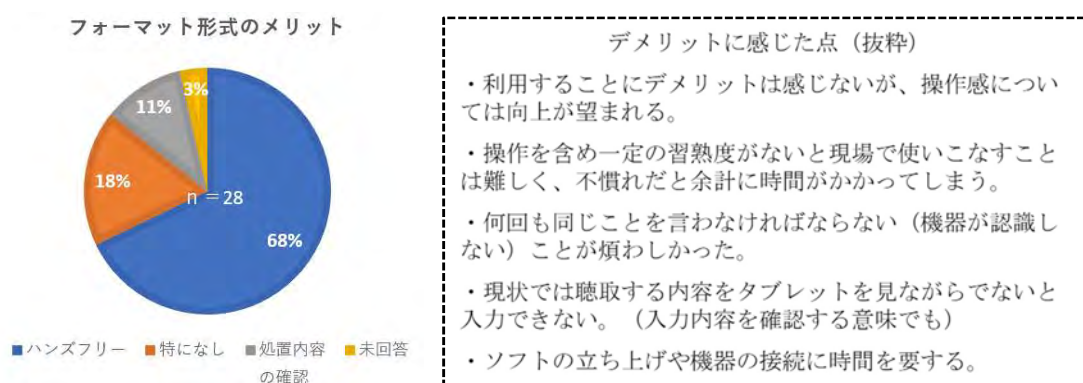 フォーマット形式のメリット
3%
11%
18%
n = 28
68%
ハンズフリー 特になし 処置内容の確認 未回答
デメリットに感じた点（抜粋）
・利用することにデメリットは感じないが、操作感につい
ては向上が望まれる。
・操作を含め一定の習熟度がないと現場で使いこなすこと
は難しく、不慣れだと余計に時間がかかってしまう。
・何回も同じことを言わなければならない（機器が認識し
ない）ことが煩わしかった。
・現状では聴取する内容をタブレットを見ながらでないと
入力できない。（入力内容を確認する意味でも）
・ソフトの立ち上げや機器の接続に時間を要する。